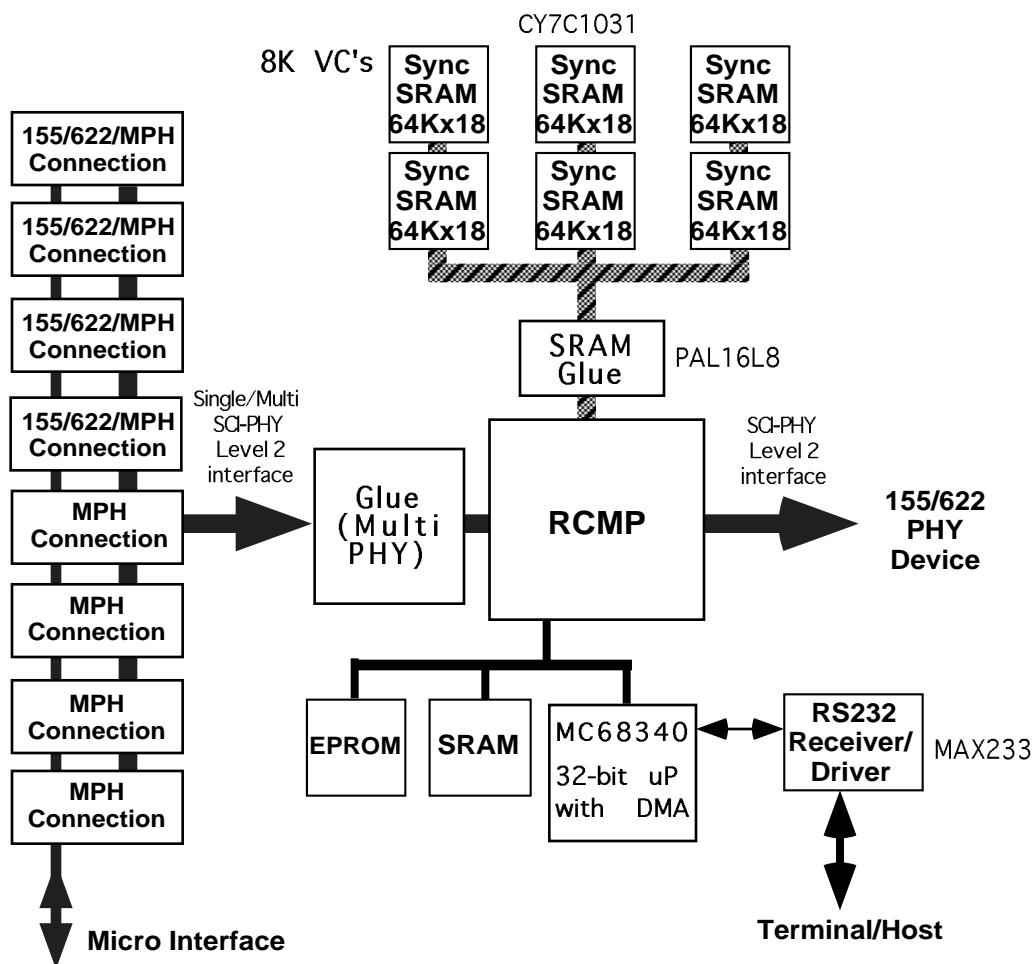 CY7C1031
8K VC's
Sync
SRAM
64Kx18
Sync
SRAM
64Kx18
Sync
SRAM
64Kx18
Sync
SRAM
64Kx18
Sync
SRAM
64Kx18
Sync
SRAM
64Kx18
155/622/MPH
Connection
155/622/MPH
Connection
155/622/MPH
Connection
155/622/MPH
Connection
MPH
Connection
MPH
Connection
MPH
Connection
MPH
Connection
Micro Interface
Single/Multi
SCI-PHY
Level 2
interface
Glue
(Multi
PHY)
SRAM
Glue
PAL16L8
RCMP
SCI-PHY
Level 2
interface
155/622
PHY
Device
EPROM
SRAM
MC68340
32-bit uP
with DMA
RS232
Receiver/
Driver
MAX233
Terminal/Host